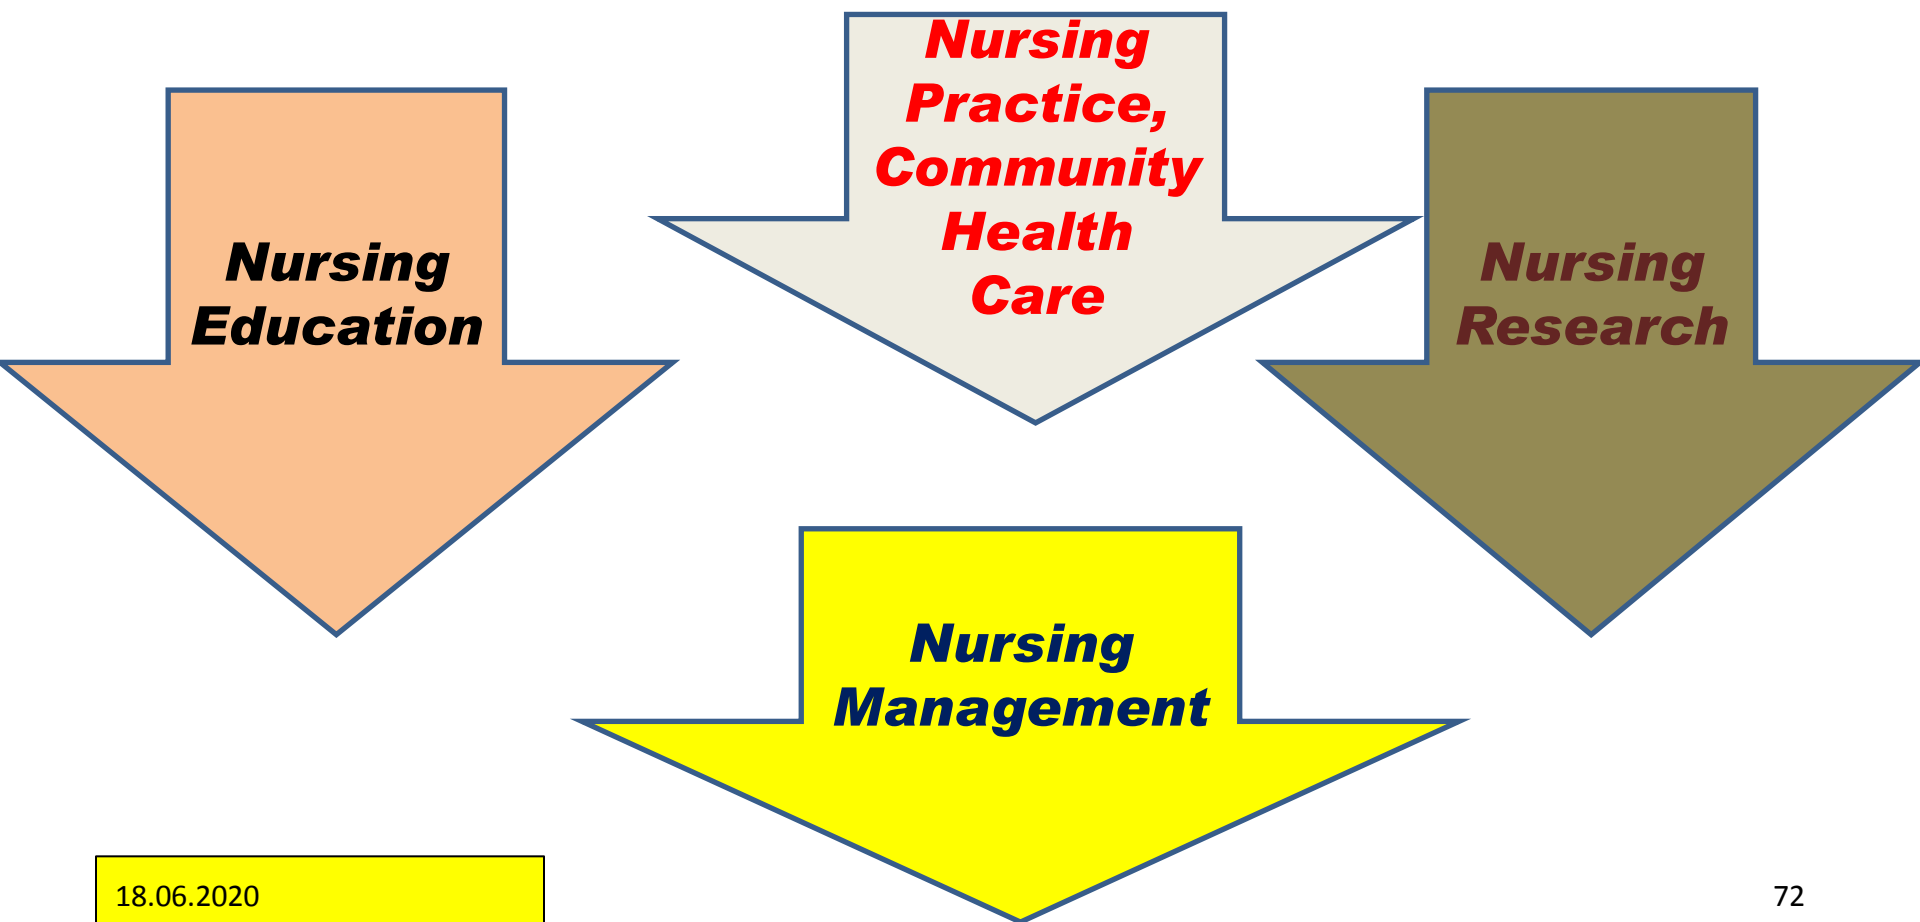 Nursing
Education
Nursing
Practice,
Community
Health
Care
Nursing
Research
Nursing
Management
18.06.2020
72